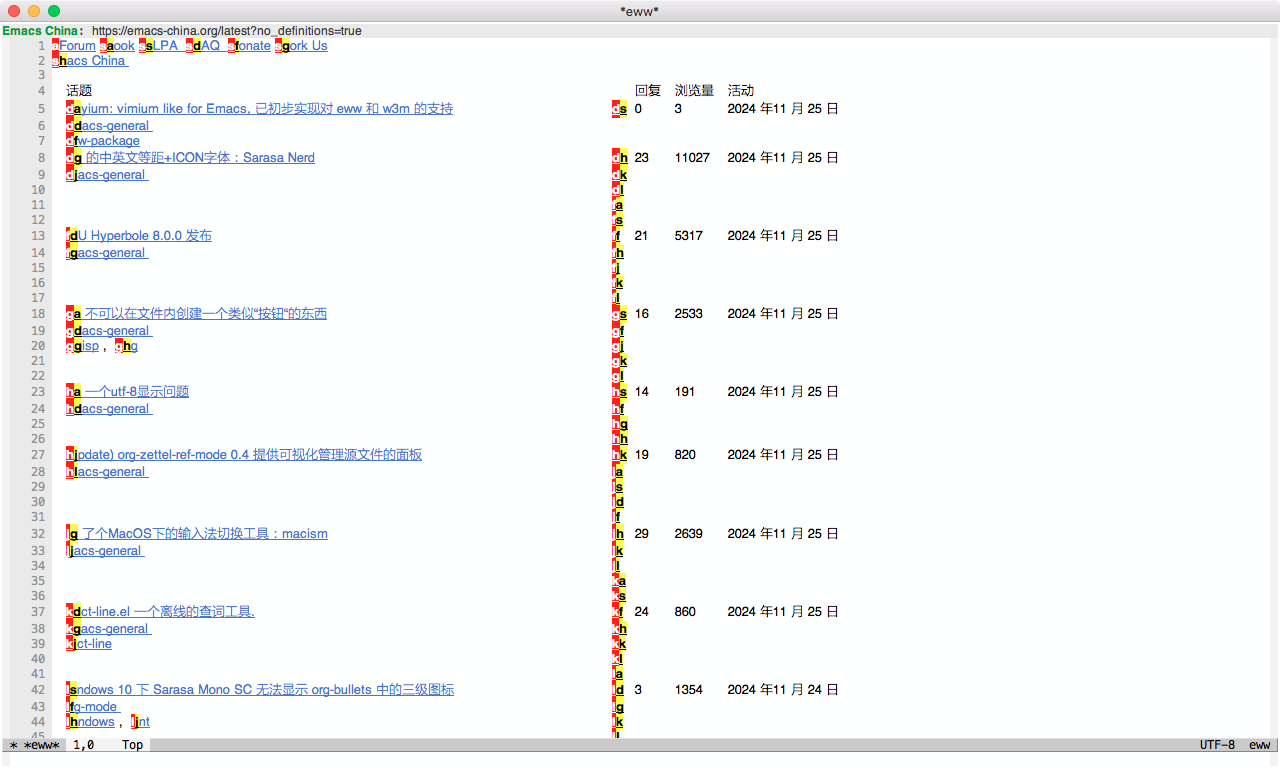 *eww*
Emacs China: https://emacs-china.org/latest?no_definitions=true
1 aForum saook ssLPA sdAQ sfonate sgork Us
2 shacs China
3
4 话题 回复 浏览量 活动
5 dayium: vimium like for Emacs, 已初步实现对 eww 和 w3m 的支持 ds 0 3 2024 年11 月 25 日
6 ddacs-general
7 dfw-package
8 dg 的中英文等距+ICON字体：Sarasa Nerd dh 23 11027 2024 年11 月 25 日
9 djacs-general dk
10 dl
11 fa
12 fs
13 fdU Hyperbole 8.0.0 发布 ff 21 5317 2024 年11 月 25 日
14 fgacs-general fh
15 fj
16 fk
17 fl
18 ga 不可以在文件内创建一个类似“按钮“的东西 gs 16 2533 2024 年11 月 25 日
19 gdacs-general gf
20 ggisp ， ghg gj
21 gk
22 gl
23 ha 一个utf-8显示问题 hs 14 191 2024 年11 月 25 日
24 hdacs-general hf
25 hg
26 hh
27 hjpdate) org-zettel-ref-mode 0.4 提供可视化管理源文件的面板 hk 19 820 2024 年11 月 25 日
28 hlacs-general ja
29 js
30 jd
31 jf
32 jg 了个MacOS下的输入法切换工具：macism jh 29 2639 2024 年11 月 25 日
33 jjacs-general jk
34 jl
35 ka
36 ks
37 kdct-line.el 一个离线的查词工具. kf 24 860 2024 年11 月 25 日
38 kgacs-general kh
39 kjct-line kk
40 kl
41 la
42 lsndows 10 下 Sarasa Mono SC 无法显示 org-bullets 中的三级图标 ld 3 1354 2024 年11 月 24 日
43 lfg-mode lg
44 lhndows ， ljnt lk
45 ll
* *eww* 1,0 Top UTF-8 eww